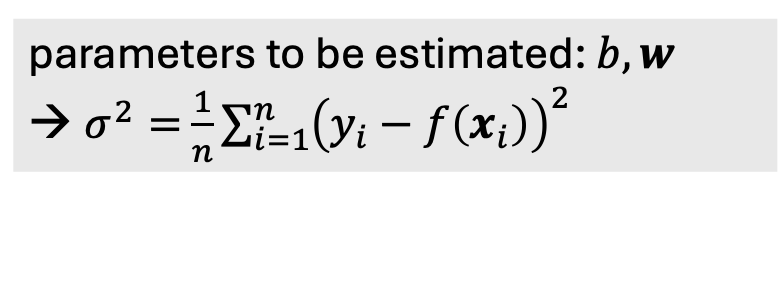 parameters to be estimated: b, w
→ σ² = 1/n ∑ⁿᵢ₌₁(yᵢ − f(xᵢ))²